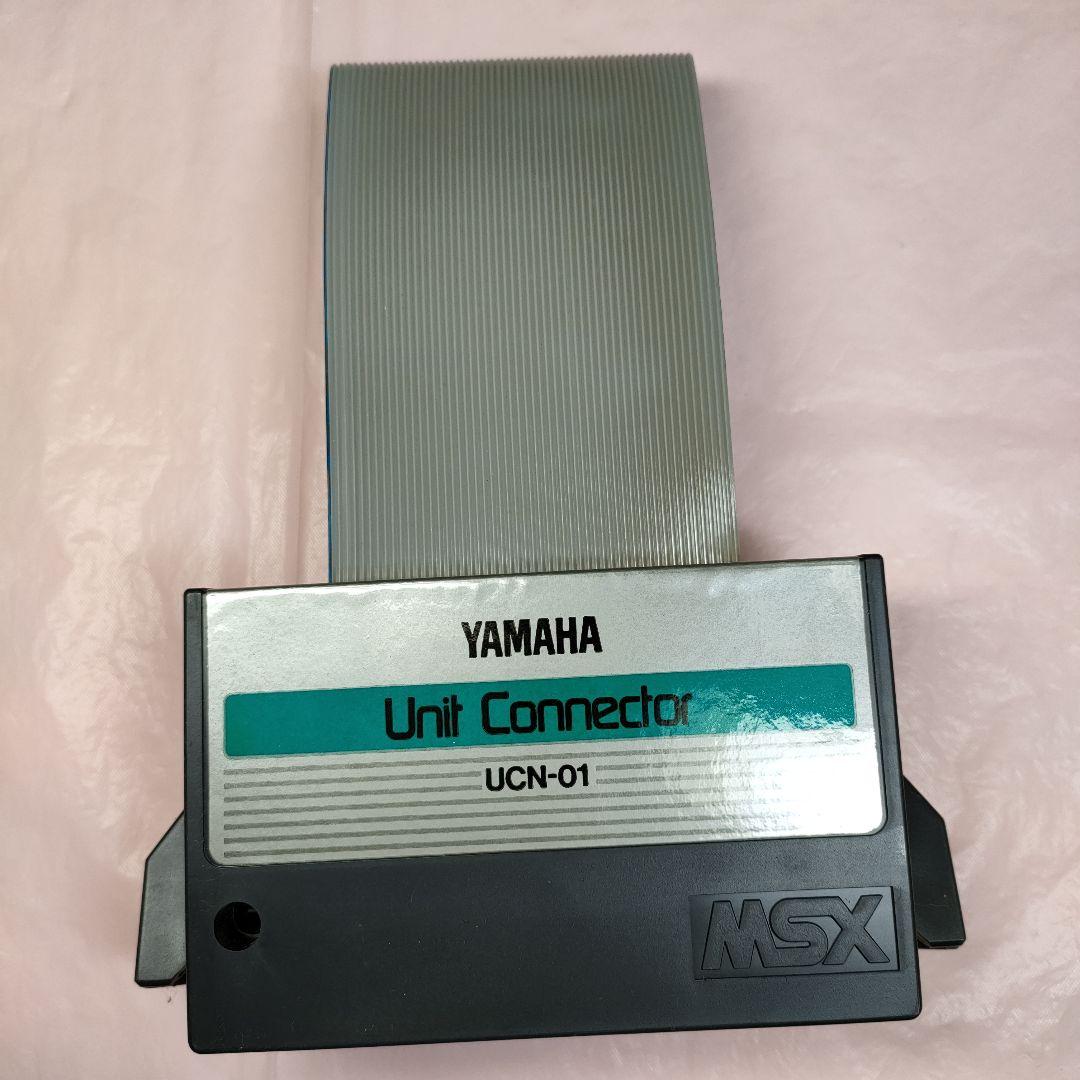 YAMAHA
Unit Connector
UCN-01
MSX